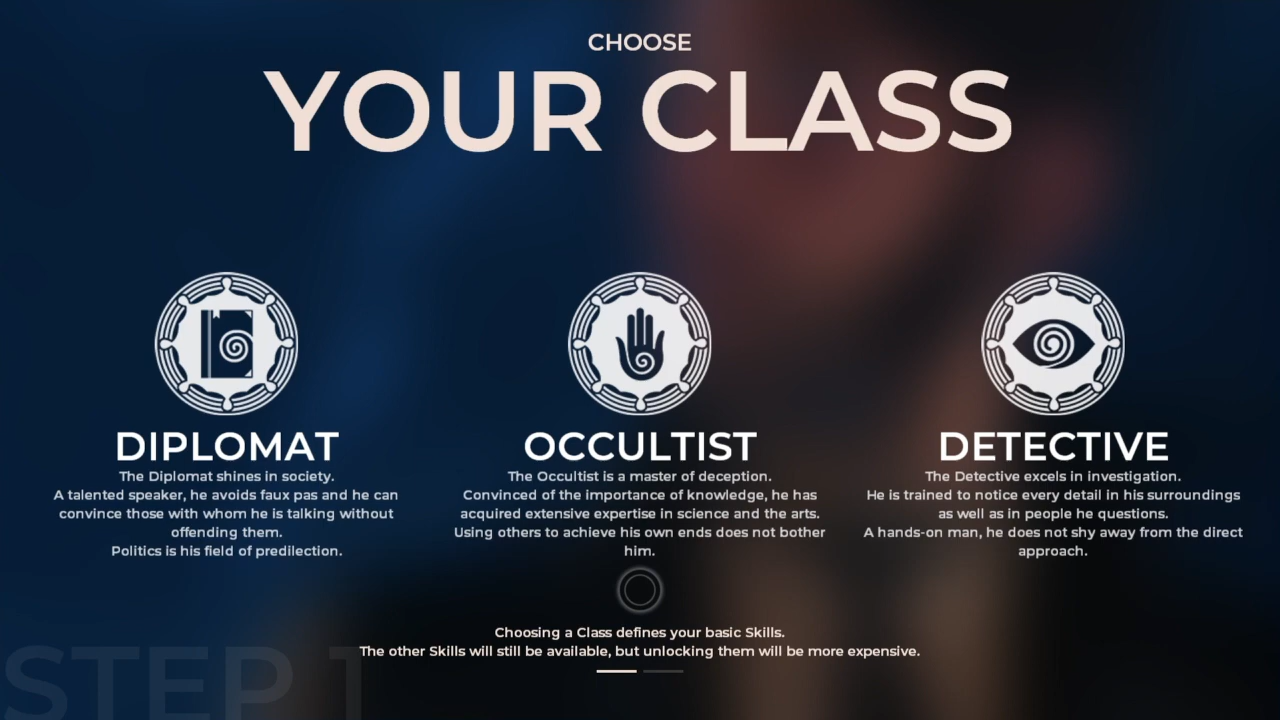 CHOOSE
YOUR CLASS
DIPLOMAT
The Diplomat shines in society.
A talented speaker, he avoids faux pas and he can
convince those with whom he is talking without
offending them.
Politics is his field of predilection.
OCCULTIST
The Occultist is a master of deception.
Convinced of the importance of knowledge, he has
acquired extensive expertise in science and the arts.
Using others to achieve his own ends does not bother
him.
DETECTIVE
The Detective excels in investigation.
He is trained to notice every detail in his surroundings
as well as in people he questions.
A hands-on man, he does not shy away from the direct
approach.
Choosing a Class defines your basic Skills.
The other Skills will still be available, but unlocking them will be more expensive.
STEP 1